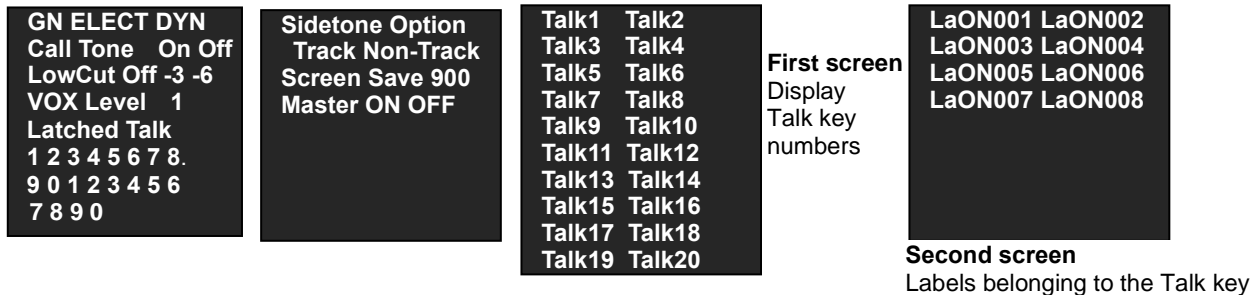 GN ELECT DYN
Call Tone On Off
LowCut Off -3 -6
VOX Level 1
Latched Talk
1 2 3 4 5 6 7 8.
9 0 1 2 3 4 5 6
7 8 9 0
Sidetone Option
Track Non-Track
Screen Save 900
Master ON OFF
Talk1 Talk2
Talk3 Talk4
Talk5 Talk6
Talk7 Talk8
Talk9 Talk10
Talk11 Talk12
Talk13 Talk14
Talk15 Talk16
Talk17 Talk18
Talk19 Talk20
First screen
Display
Talk key
numbers
LaON001 LaON002
LaON003 LaON004
LaON005 LaON006
LaON007 LaON008
Second screen
Labels belonging to the Talk key